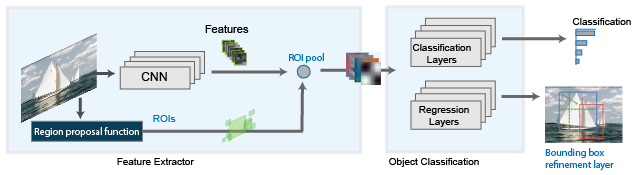 Features
CNN
ROI pool
Region proposal function
ROIs
Feature Extractor
Classification
Layers
Regression
Layers
Object Classification
Classification
Bounding box
refinement layer